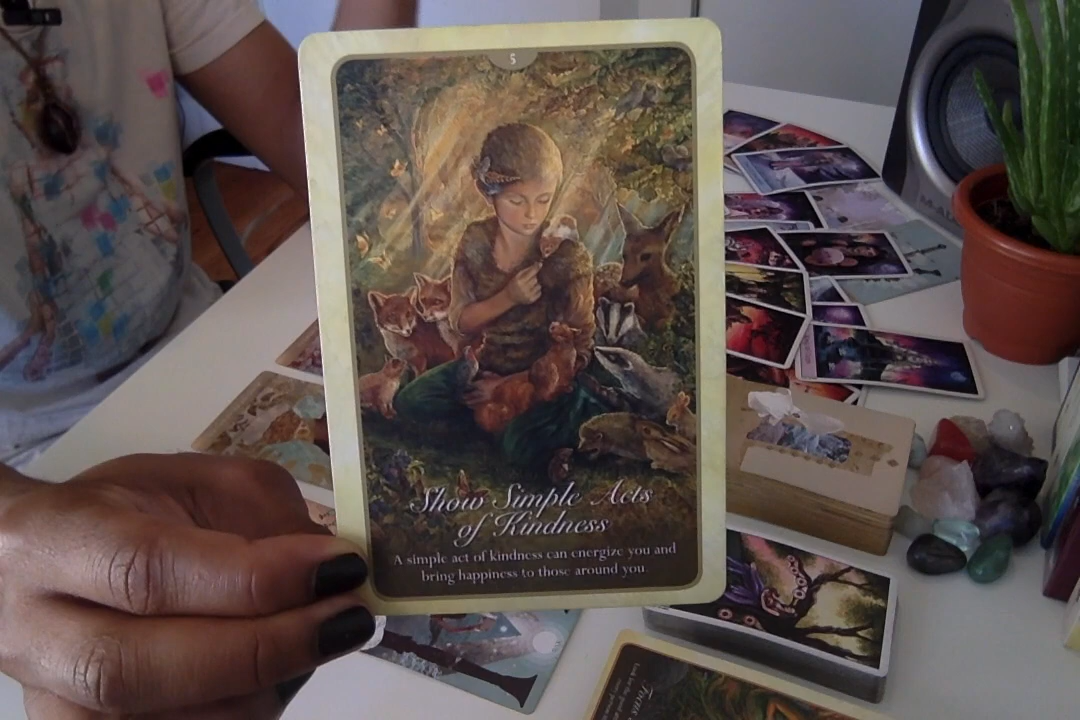 5
Show Simple Acts
of Kindness
A simple act of kindness can energize you and
bring happiness to those around you.